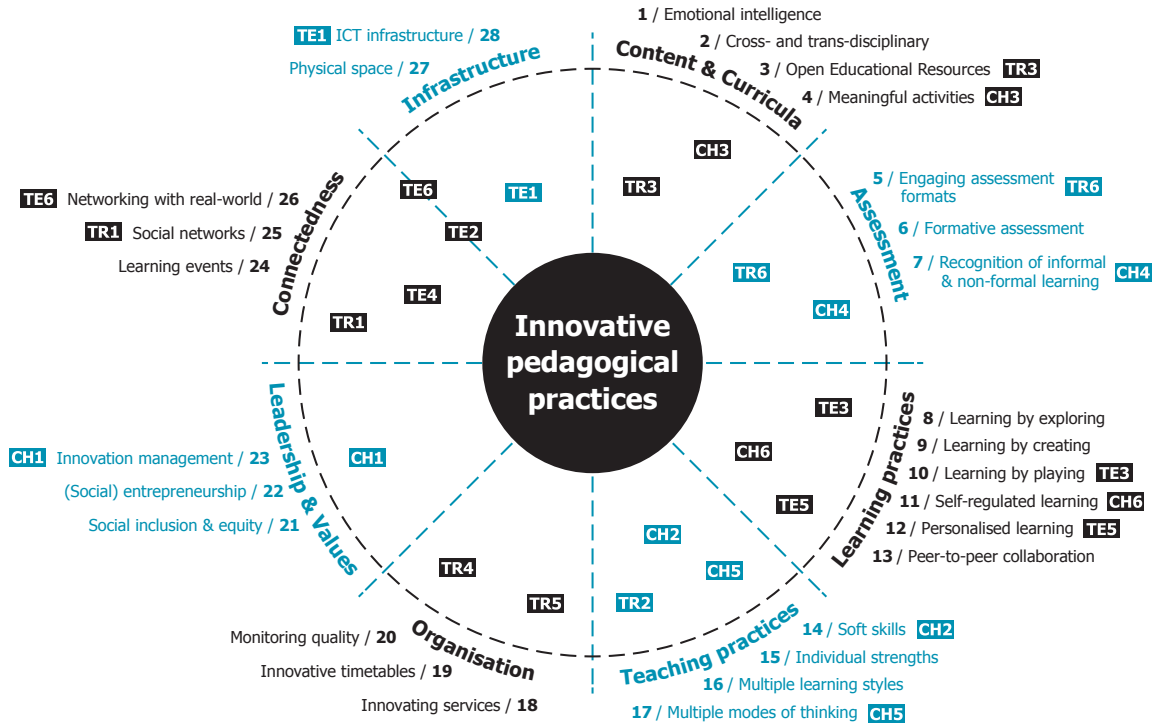 Innovative
pedagogical
practices
Content & Curricula
1 / Emotional intelligence
2 / Cross- and trans-disciplinary
3 / Open Educational Resources TR3
4 / Meaningful activities CH3
CH3
TR3
Assessment
5 / Engaging assessment
formats TR6
6 / Formative assessment
7 / Recognition of informal
& non-formal learning CH4
TR6
CH4
Learning practices
8 / Learning by exploring
9 / Learning by creating
10 / Learning by playing TE3
11 / Self-regulated learning CH6
12 / Personalised learning TE5
13 / Peer-to-peer collaboration
TE3
CH6
TE5
Teaching practices
14 / Soft skills CH2
15 / Individual strengths
16 / Multiple learning styles
17 / Multiple modes of thinking CH5
CH2
CH5
TR2
Organisation
Monitoring quality / 20
Innovative timetables / 19
Innovating services / 18
TR4
TR5
Leadership & Values
CH1 Innovation management / 23
(Social) entrepreneurship / 22
Social inclusion & equity / 21
CH1
Connectedness
TE6 Networking with real-world / 26
TR1 Social networks / 25
Learning events / 24
TE6
TE2
TE4
TR1
Infrastructure
TE1 ICT infrastructure / 28
Physical space / 27
TE1